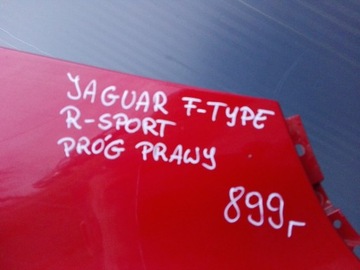 JAGUAR F-TYPE
R-SPORT
PRÓG PRAWY
899,-